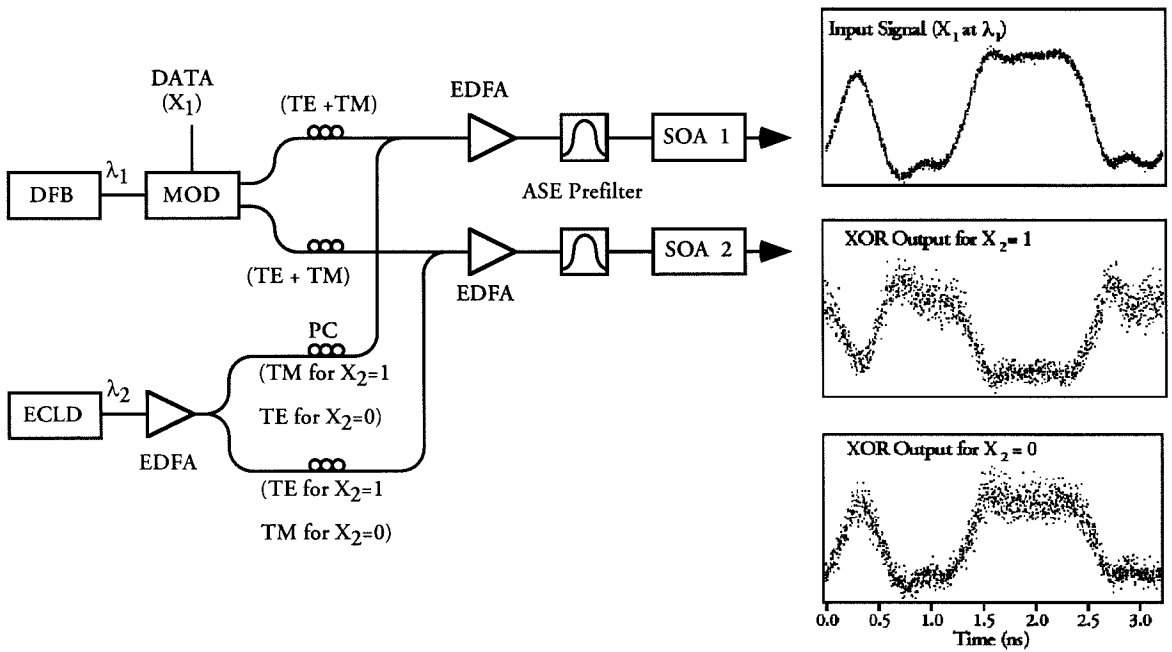 DATA
(X1)
(TE +TM)
EDFA
SOA 1
ASE Prefilter
DFB
λ1
MOD
SOA 2
(TE + TM)
EDFA
PC
(TM for X2=1
TE for X2=0)
ECLD
λ2
EDFA
(TE for X2=1
TM for X2=0)
Input Signal (X1 at λ1)
XOR Output for X2= 1
XOR Output for X2 = 0
0.0 0.5 1.0 1.5 2.0 2.5 3.0
Time (ns)